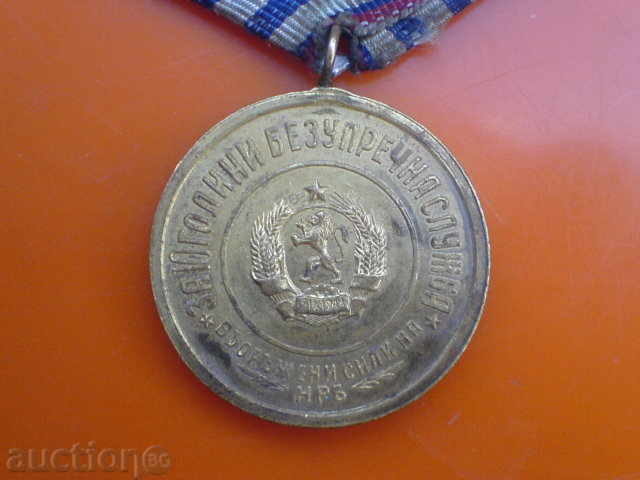 ЗА 10 ГОДИНИ БЕЗУПРЕЧНА СЛУЖБА
ВЪОРЪЖЕНИ СИЛИ НА
НРБ
auction BG